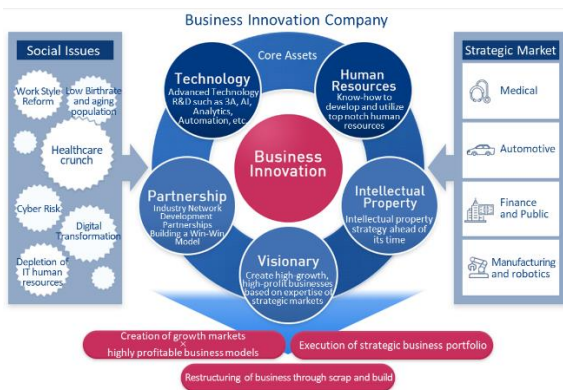 Business Innovation Company
Social Issues
Work Style
Reform
Low Birthrate
and aging
population
Healthcare
crunch
Cyber Risk
Digital
Transformation
Depletion of
IT human
resources
Core Assets
Technology
Advanced Technology
R&D such as 3A, AI,
Analytics,
Automation, etc.
Human
Resources
Know-how to
develop and utilize
top notch human
resources
Business
Innovation
Partnership
Industry Network
Development
Partnerships
Building a Win-Win
Model
Intellectual
Property
Intellectual property
strategy ahead of
its time
Visionary
Create high-growth,
high-profit businesses
based on expertise of
strategic markets
Strategic Market
Medical
Automotive
Finance
and Public
Manufacturing
and robotics
Creation of growth markets
×
highly profitable business models
Execution of strategic business portfolio
Restructuring of business through scrap and build